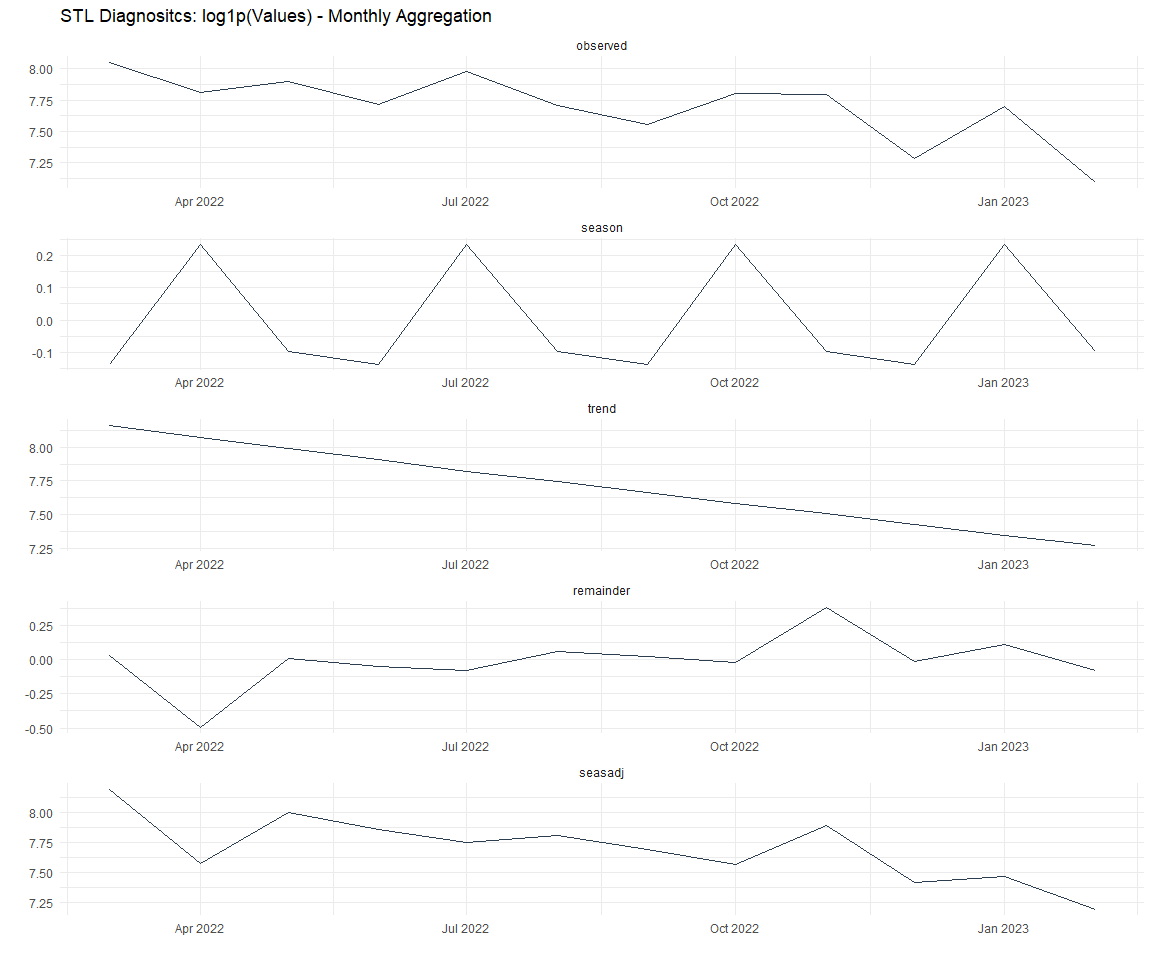 STL Diagnositcs: log1p(Values) - Monthly Aggregation
observed
8.00
7.75
7.50
7.25
Apr 2022 Jul 2022 Oct 2022 Jan 2023
season
0.2
0.1
0.0
-0.1
Apr 2022 Jul 2022 Oct 2022 Jan 2023
trend
8.00
7.75
7.50
7.25
Apr 2022 Jul 2022 Oct 2022 Jan 2023
remainder
0.25
0.00
-0.25
-0.50
Apr 2022 Jul 2022 Oct 2022 Jan 2023
seasadj
8.00
7.75
7.50
7.25
Apr 2022 Jul 2022 Oct 2022 Jan 2023